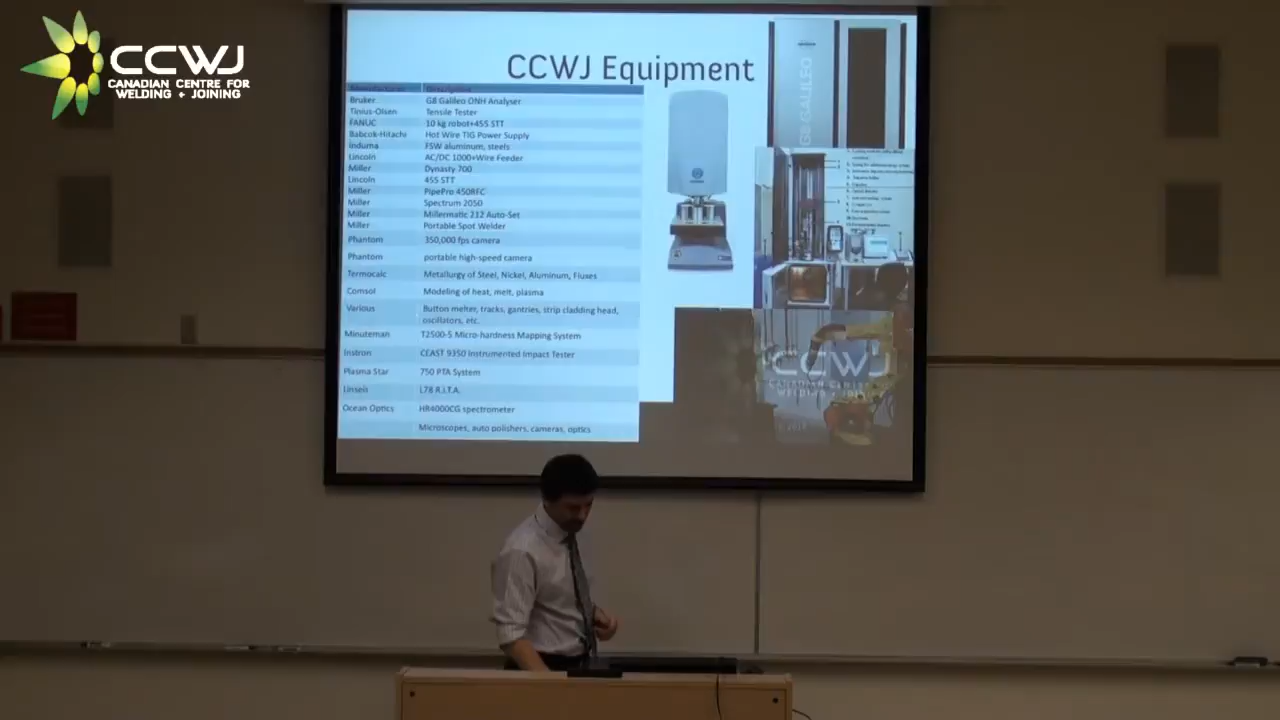 CCWJ
CANADIAN CENTRE FOR
WELDING + JOINING
CCWJ Equipment
Bruker G8 Galileo ONH Analyser
Tinius-Olsen Tensile Tester
FANUC 10 kg robot+455 STT
Babcok-Hitachi Hot Wire TIG Power Supply
Induma FSW aluminum, steels
Lincoln AC/DC 1000+Wire Feeder
Miller Dynasty 700
Lincoln 455 STT
Miller PipePro 450RFC
Miller Spectrum 2050
Miller Millermatic 212 Auto-Set
Miller Portable Spot Welder
Phantom 350,000 fps camera
Phantom portable high-speed camera
Termocalc Metallurgy of Steel, Nickel, Aluminum, Fluxes
Comsol Modeling of heat, melt, plasma
Various Button melter, tracks, gantries, strip cladding head,
oscillators, etc.
Minuteman T2500-5 Micro-hardness Mapping System
Instron CEAST 9350 Instrumented Impact Tester
Plasma Star 750 PTA System
Linseis L78 R.I.T.A.
Ocean Optics HR4000CG spectrometer
Microscopes, auto polishers, cameras, optics
GALILEO
CCWJ
CANADIAN CENTRE FOR
WELDING + JOINING